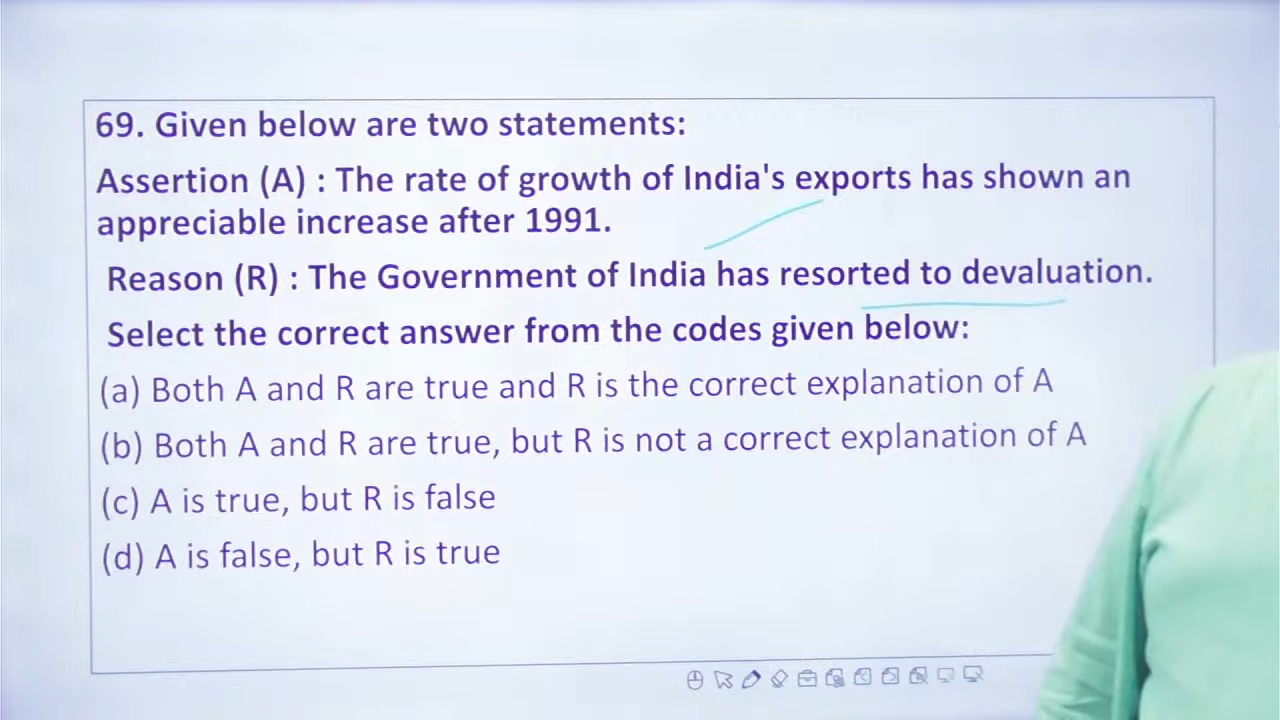 69. Given below are two statements:
Assertion (A) : The rate of growth of India's exports has shown an
appreciable increase after 1991.
Reason (R) : The Government of India has resorted to devaluation.
Select the correct answer from the codes given below:
(a) Both A and R are true and R is the correct explanation of A
(b) Both A and R are true, but R is not a correct explanation of A
(c) A is true, but R is false
(d) A is false, but R is true